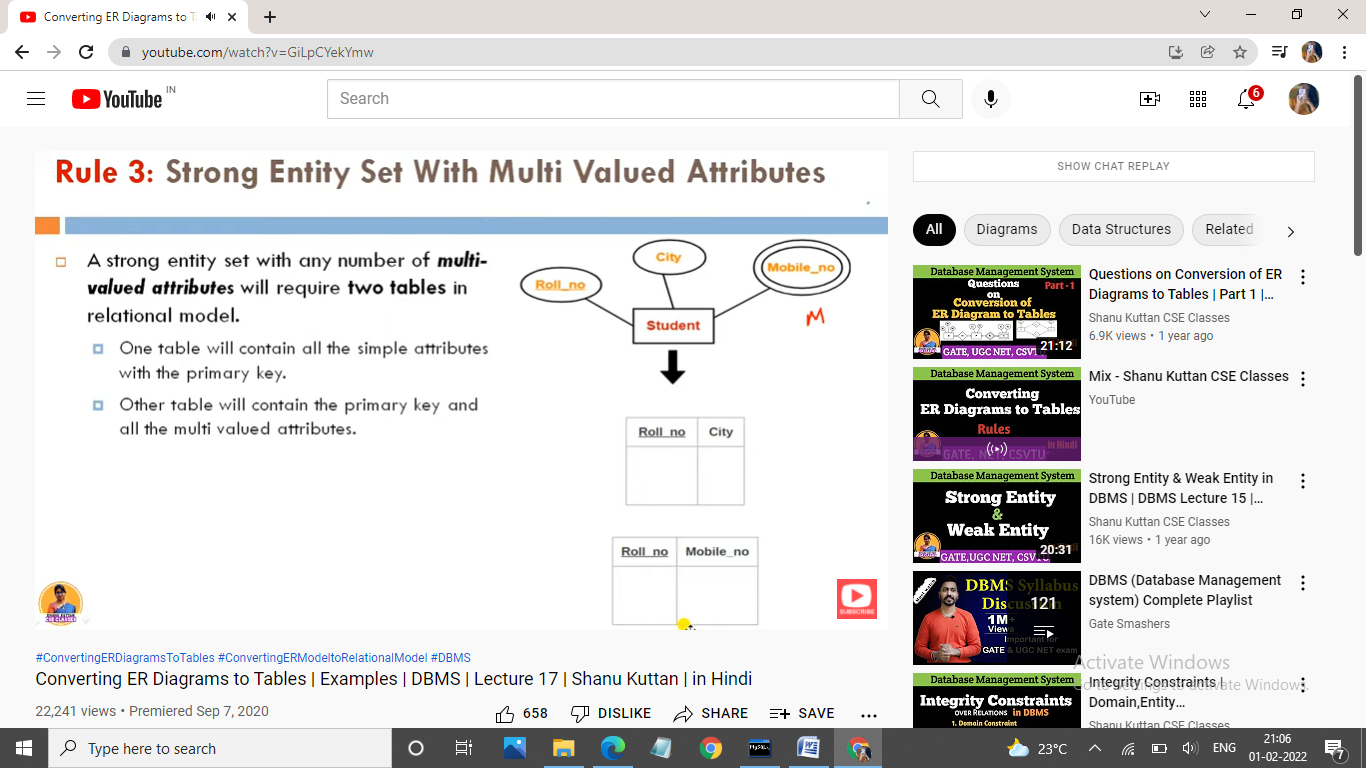 Converting ER Diagrams to T
youtube.com/watch?v=GiLpCYekYmw
YouTube IN
Search
6
Rule 3: Strong Entity Set With Multi Valued Attributes
A strong entity set with any number of multi-
valued attributes will require two tables in
relational model.
One table will contain all the simple attributes
with the primary key.
Other table will contain the primary key and
all the multi valued attributes.
Roll_no
City
Mobile_no
M
Student
Roll_no City
Roll_no Mobile_no
SUBSCRIBE
#ConvertingERDiagramsToTables #ConvertingERModeltoRelationalModel #DBMS
Converting ER Diagrams to Tables | Examples | DBMS | Lecture 17 | Shanu Kuttan | in Hindi
22,241 views • Premiered Sep 7, 2020
658 DISLIKE SHARE SAVE
SHOW CHAT REPLAY
All Diagrams Data Structures Related
Database Management System
Questions Part - 1
on
Conversion of
ER Diagram to Tables
GATE, UGC NET, CSVT
21:12
Questions on Conversion of ER
Diagrams to Tables | Part 1 |...
Shanu Kuttan CSE Classes
6.9K views • 1 year ago
Database Management System
Converting
ER Diagrams to Tables
Rules
in Hindi
GATE, NET, CSVTU
Mix - Shanu Kuttan CSE Classes
YouTube
Database Management System
Strong Entity
&
Weak Entity
GATE,UGC NET, CSV
20:31
Strong Entity & Weak Entity in
DBMS | DBMS Lecture 15 |...
Shanu Kuttan CSE Classes
16K views • 1 year ago
DBMS Syllabus
Discussion
1M+
Views
Important for
GATE & UGC NET exam
121
DBMS (Database Management
system) Complete Playlist
Gate Smashers
Database Management System
Integrity Constraints
OVER RELATIONS in DBMS
1. Domain Constraint
Integrity Constraints |
Domain,Entity...
Shanu Kuttan CSE Classes
Activate Windows
Go to Settings to activate Windows.
Type here to search
MySQL
23°C
ENG
21:06
01-02-2022
7